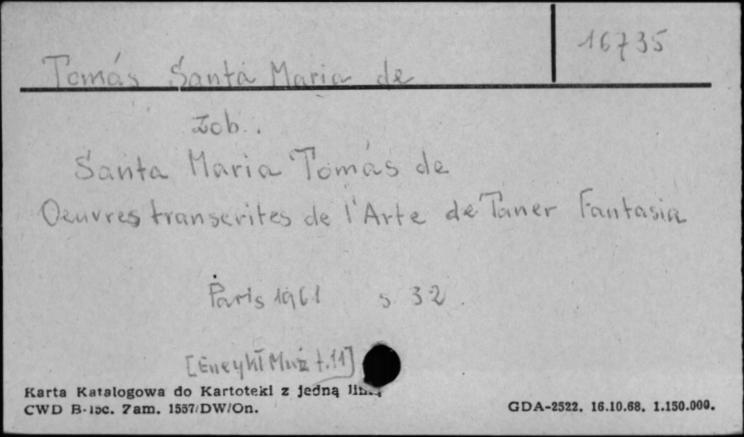 16735
Tomás Santa Maria de
zob.
Santa Maria Tomás de
Oeuvres transcrites de l'Arte de Taner Fantasia
Paris 1961 s. 32.
[Encykl Muz t.11]
Karta Katalogowa do Kartoteki z jedną linią
CWD B-isc. Zam. 1557/DW/On.
GDA-2522. 16.10.68. 1.150.000.